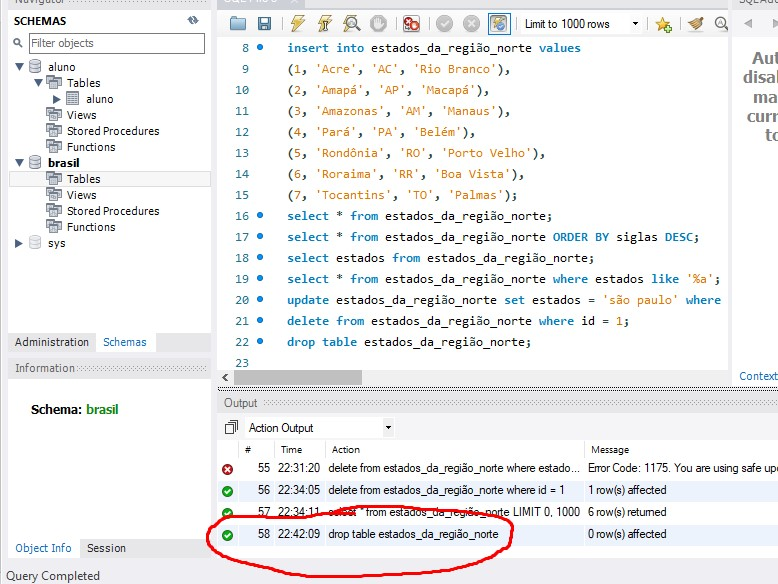 Navigator
SCHEMAS
Filter objects
aluno
Tables
aluno
Views
Stored Procedures
Functions
brasil
Tables
Views
Stored Procedures
Functions
sys
Administration Schemas
Information
Schema: brasil
Object Info Session
Query Completed
Limit to 1000 rows
8 insert into estados_da_região_norte values
9 (1, 'Acre', 'AC', 'Rio Branco'),
10 (2, 'Amapá', 'AP', 'Macapá'),
11 (3, 'Amazonas', 'AM', 'Manaus'),
12 (4, 'Pará', 'PA', 'Belém'),
13 (5, 'Rondônia', 'RO', 'Porto Velho'),
14 (6, 'Roraima', 'RR', 'Boa Vista'),
15 (7, 'Tocantins', 'TO', 'Palmas');
16 select * from estados_da_região_norte;
17 select * from estados_da_região_norte ORDER BY siglas DESC;
18 select estados from estados_da_região_norte;
19 select * from estados_da_região_norte where estados like '%a';
20 update estados_da_região_norte set estados = 'são paulo' where
21 delete from estados_da_região_norte where id = 1;
22 drop table estados_da_região_norte;
23
Output
Action Output
# Time Action Message
55 22:31:20 delete from estados_da_região_norte where estado... Error Code: 1175. You are using safe upd
56 22:34:05 delete from estados_da_região_norte where id = 1 1 row(s) affected
57 22:34:11 select * from estados_da_região_norte LIMIT 0, 1000 6 row(s) returned
58 22:42:09 drop table estados_da_região_norte 0 row(s) affected
Aut
disal
ma
curr
to
Context